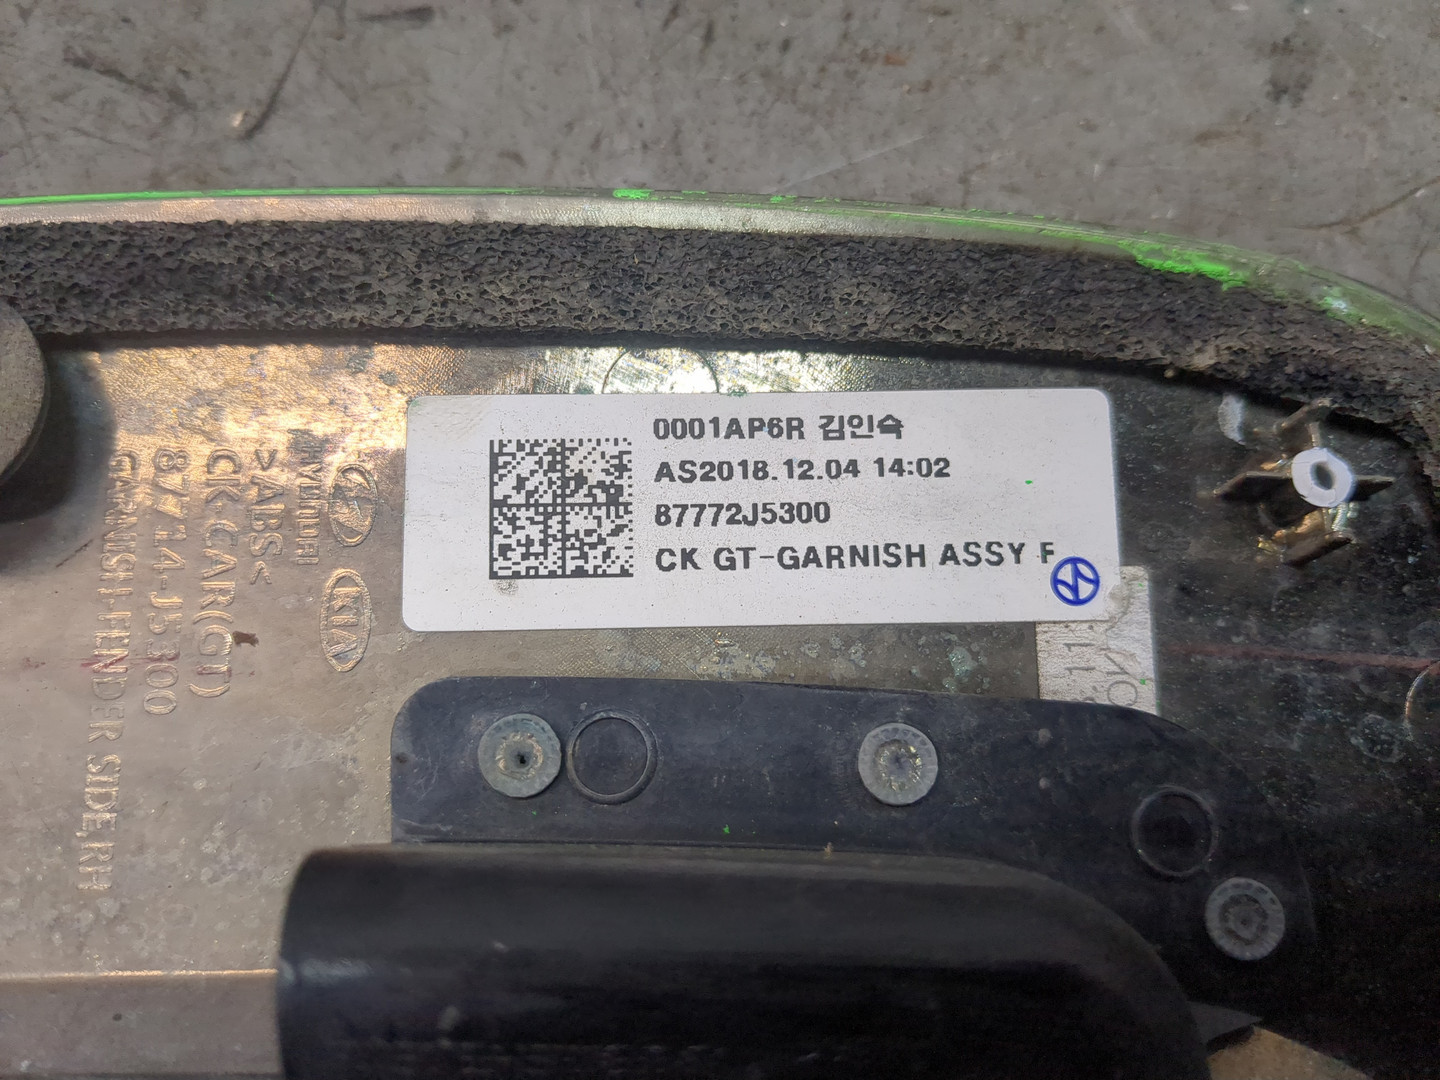 0001AP6R 김인숙
AS2018.12.04 14:02
87772J5300
CK GT-GARNISH ASSY F
HYUNDAI
KIA
>ABS<
CK-CAR(GT)
87714-J5300
GARNISH-FENDER SIDE,RH